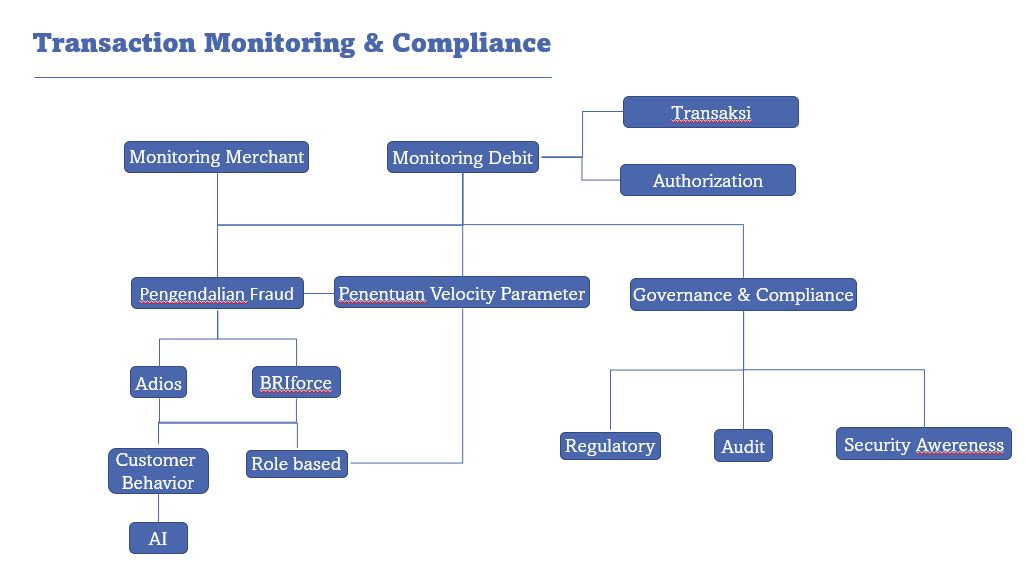 Transaction Monitoring & Compliance
Transaksi
Monitoring Merchant
Monitoring Debit
Authorization
Pengendalian Fraud
Penentuan Velocity Parameter
Governance & Compliance
Adios
BRIforce
Regulatory
Audit
Security Awereness
Customer
Behavior
Role based
AI